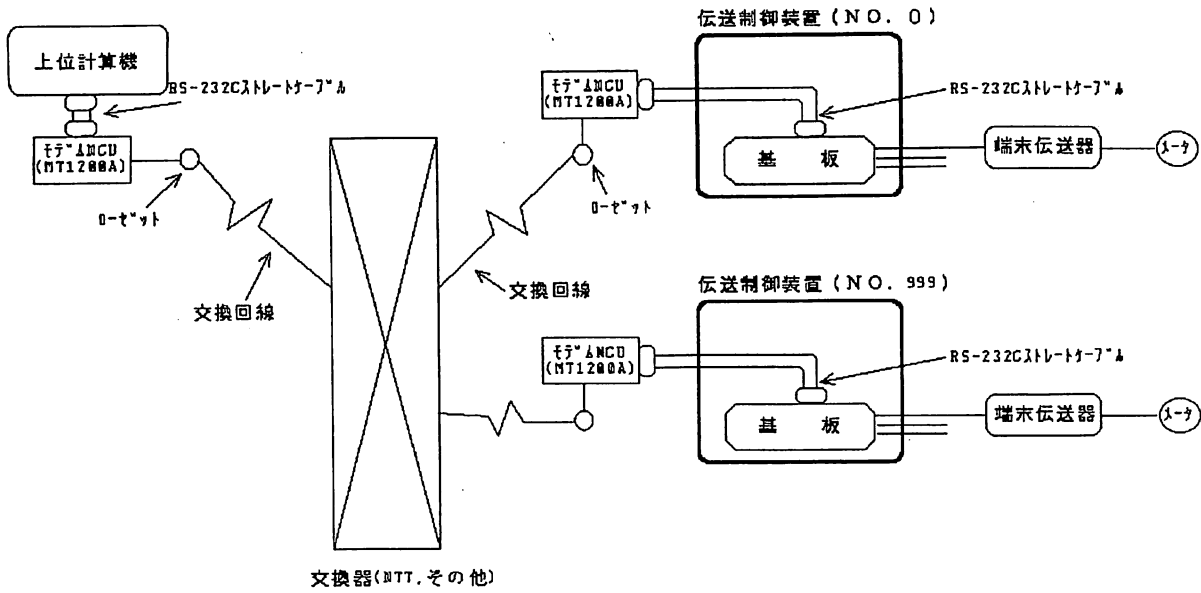 伝送制御装置(NO. 0)
上位計算機
RS-232Cストレートケーブル
モデムNCU
(MT1200A)
ローゼット
交換回線
モデムNCU
(MT1200A)
ローゼット
交換回線
RS-232Cストレートケーブル
基 板
端末伝送器
メータ
伝送制御装置(NO. 999)
モデムNCU
(MT1200A)
RS-232Cストレートケーブル
基 板
端末伝送器
メータ
交換器(NTT,その他)